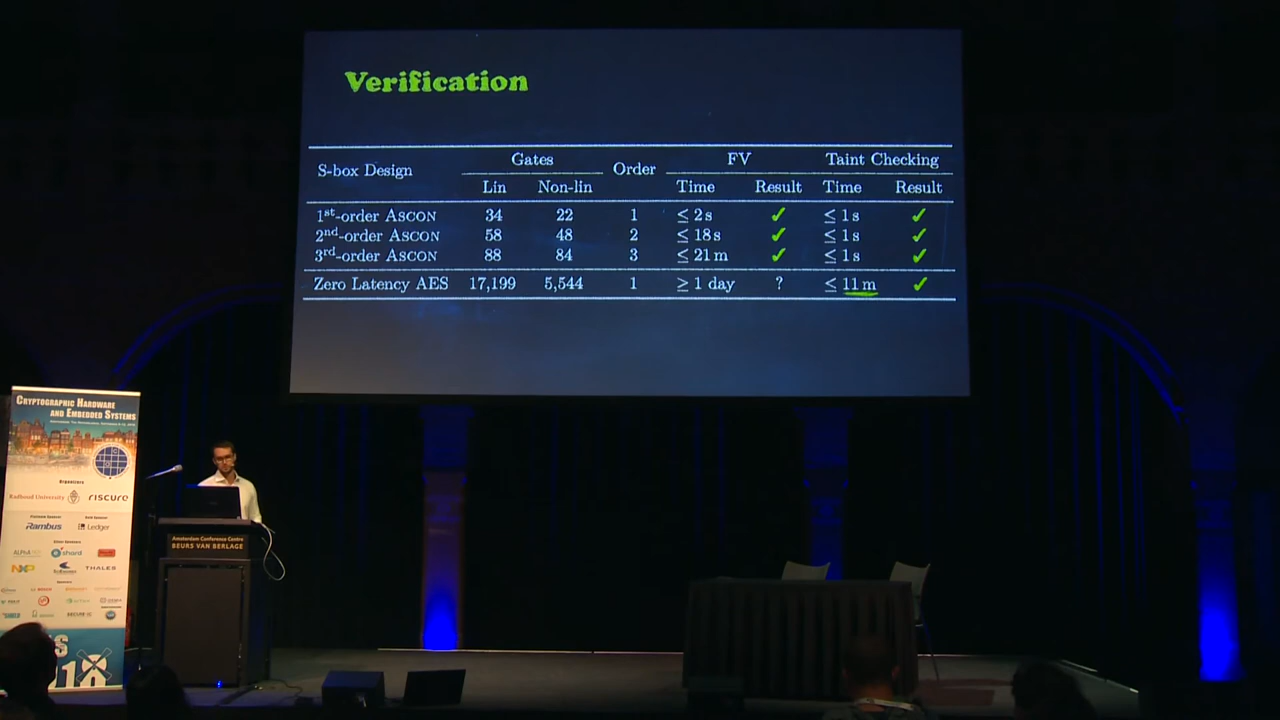 Verification
S-box Design Gates Order FV Taint Checking
Lin Non-lin Time Result Time Result
1st-order ASCON 34 22 1 ≤ 2 s ✓ ≤ 1 s ✓
2nd-order ASCON 58 48 2 ≤ 18 s ✓ ≤ 1 s ✓
3rd-order ASCON 88 84 3 ≤ 21 m ✓ ≤ 1 s ✓
Zero Latency AES 17,199 5,544 1 ≥ 1 day ? ≤ 11 m ✓
CRYPTOGRAPHIC HARDWARE
AND EMBEDDED SYSTEMS
Organizers
Radboud University riscure
Rambus Ledger
shard
NXP THALES
Amsterdam Conference Centre
BEURS VAN BERLAGE